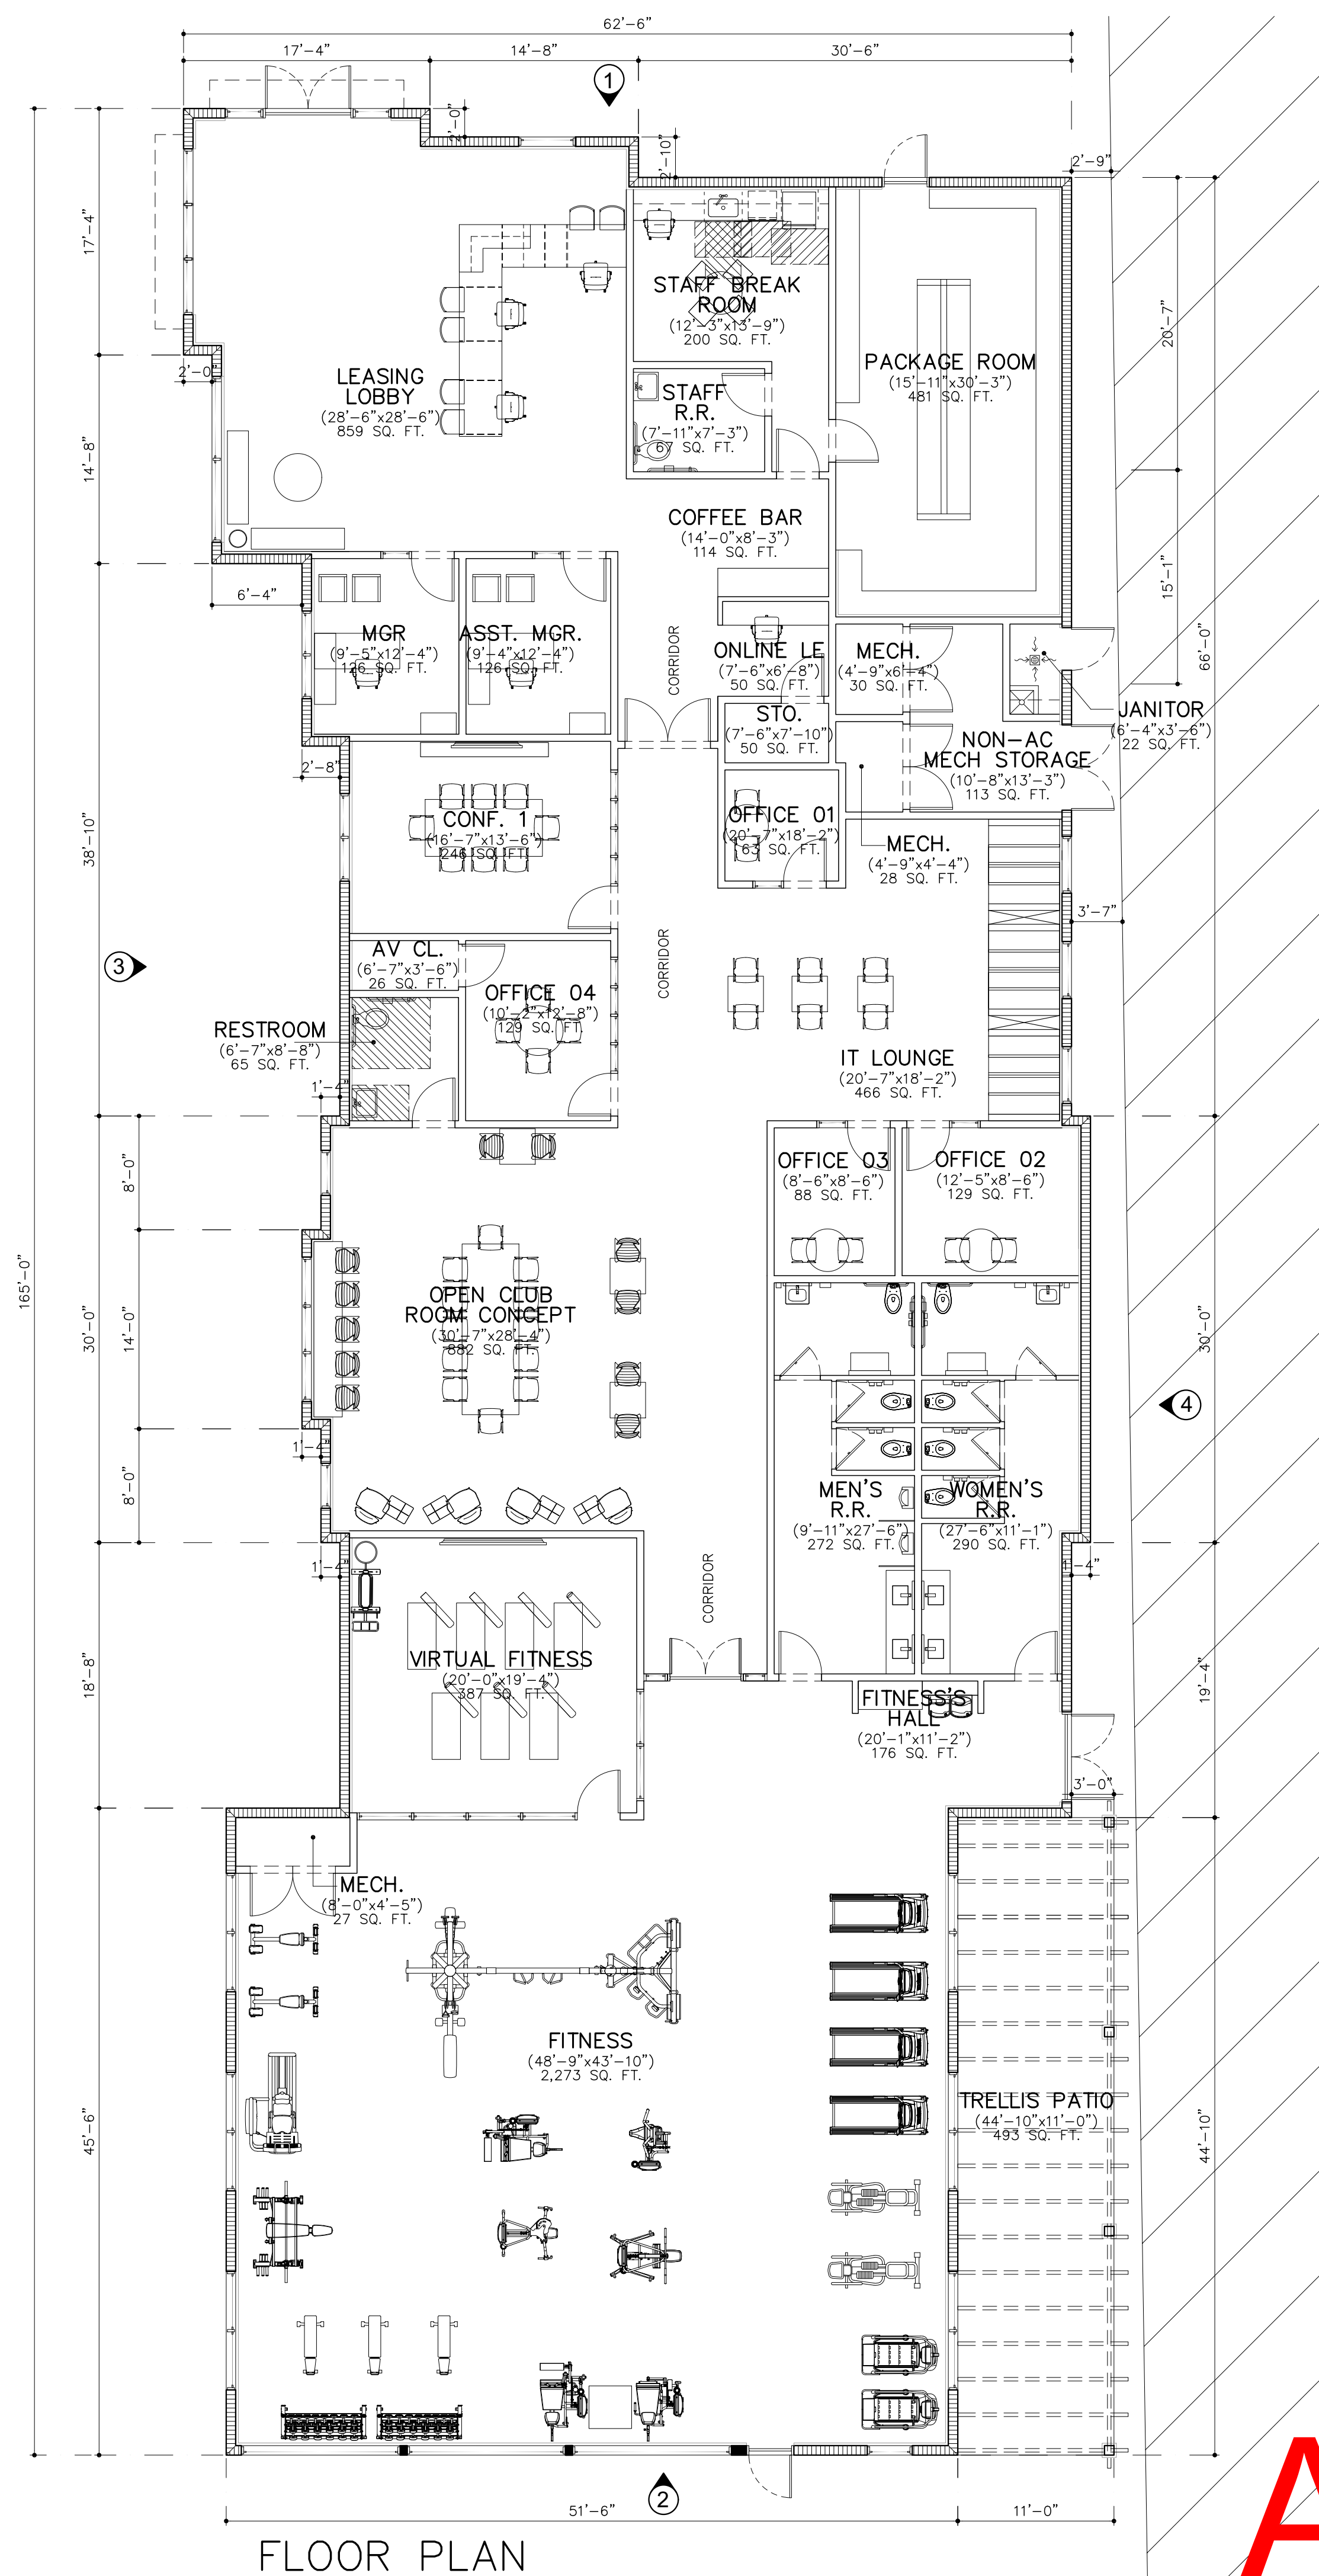 62'-6"
17'-4"
14'-8"
30'-6"
1
2'-0"
2'-10"
2'-9"
17'-4"
20'-7"
STAFF BREAK
ROOM
(12'-3"x13'-9")
200 SQ. FT.
PACKAGE ROOM
(15'-11"x30'-3")
481 SQ. FT.
2'-0"
LEASING
LOBBY
(28'-6"x28'-6")
859 SQ. FT.
STAFF
R.R.
(7'-11"x7'-3")
67 SQ. FT.
14'-8"
COFFEE BAR
(14'-0"x8'-3")
114 SQ. FT.
15'-1"
6'-4"
66'-0"
MGR
(9'-5"x12'-4")
126 SQ. FT.
ASST. MGR.
(9'-4"x12'-4")
126 SQ. FT.
CORRIDOR
ONLINE LE
(7'-6"x6'-8")
50 SQ. FT.
MECH.
(4'-9"x6'-4")
30 SQ. FT.
STO.
(7'-6"x7'-10")
50 SQ. FT.
JANITOR
(6'-4"x3'-6")
22 SQ. FT.
NON-AC
MECH STORAGE
(10'-8"x13'-3")
113 SQ. FT.
2'-8"
38'-10"
CONF. 1
(16'-7"x13'-6")
246 SQ. FT.
OFFICE 01
(20'-7"x18'-2")
63 SQ. FT.
MECH.
(4'-9"x4'-4")
28 SQ. FT.
3'-7"
3
AV CL.
(6'-7"x3'-6")
26 SQ. FT.
CORRIDOR
OFFICE 04
(10'-2"x12'-8")
129 SQ. FT.
RESTROOM
(6'-7"x8'-8")
65 SQ. FT.
IT LOUNGE
(20'-7"x18'-2")
466 SQ. FT.
1'-4"
8'-0"
OFFICE 03
(8'-6"x8'-6")
88 SQ. FT.
OFFICE 02
(12'-5"x8'-6")
129 SQ. FT.
165'-0"
30'-0"
14'-0"
OPEN CLUB
ROOM CONCEPT
(30'-7"x28'-4")
882 SQ. FT.
30'-0"
4
1'-4"
8'-0"
MEN'S
R.R.
(9'-11"x27'-6")
272 SQ. FT.
WOMEN'S
R.R.
(27'-6"x11'-1")
290 SQ. FT.
1'-4"
1'-4"
CORRIDOR
18'-8"
VIRTUAL FITNESS
(20'-0"x19'-4")
387 SQ. FT.
19'-4"
FITNESS'S
HALL
(20'-1"x11'-2")
176 SQ. FT.
3'-0"
MECH.
(8'-0"x4'-5")
27 SQ. FT.
FITNESS
(48'-9"x43'-10")
2,273 SQ. FT.
45'-6"
TRELLIS PATIO
(44'-10"x11'-0")
493 SQ. FT.
44'-10"
2
51'-6"
11'-0"
FLOOR PLAN
A